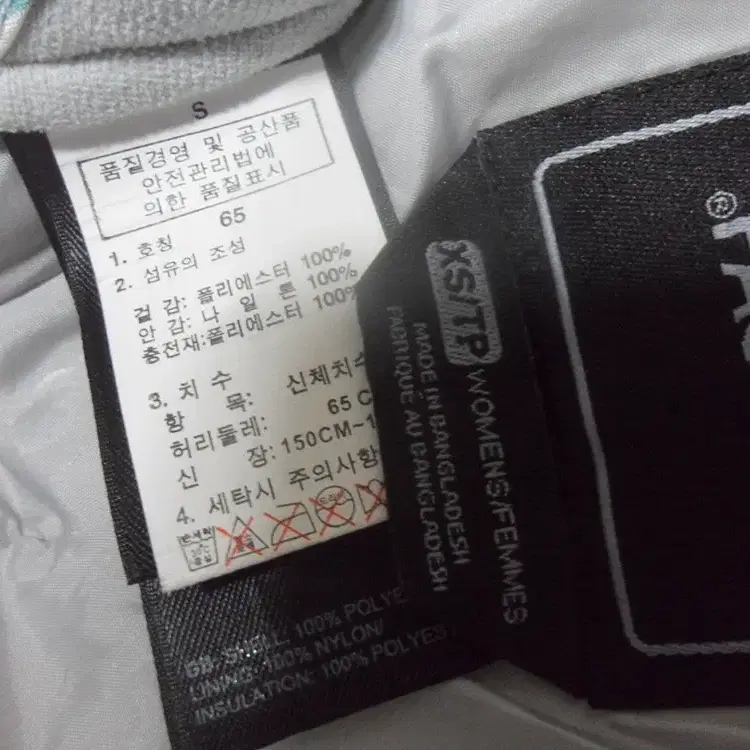 S
품질경영 및 공산품
안전관리법에
의한 품질표시
1. 호칭 65
2. 섬유의 조성
겉 감: 폴리에스터 100%
안 감: 나 일 론 100%
충전재:폴리에스터 100%
3. 치 수 신체치수
항 목: 65 C
허리둘레:
신 장: 150CM~1
4. 세탁시 주의사항
XS/TP WOMENS/FEMMES
MADE IN BANGLADESH
FABRIQUE AU BANGLADESH
®
GB: SHELL: 100% POLYE
LINING: 100% NYLON/
INSULATION: 100% POLYES